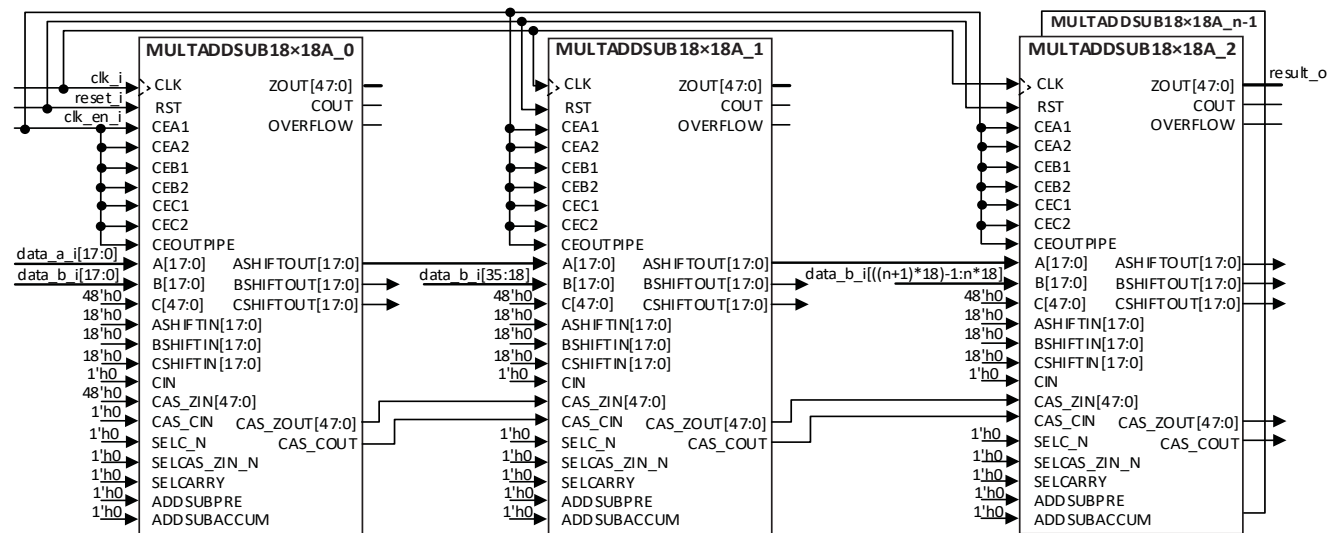 MULTADDSUB18×18A_n-1
MULTADDSUB18×18A_0
MULTADDSUB18×18A_1
MULTADDSUB18×18A_2
clk_i
CLK
ZOUT[47:0]
CLK
ZOUT[47:0]
CLK
ZOUT[47:0]
result_o
reset_i
RST
COUT
RST
COUT
RST
COUT
clk_en_i
CEA1
OVERFLOW
CEA1
OVERFLOW
CEA1
OVERFLOW
CEA2
CEA2
CEA2
CEB1
CEB1
CEB1
CEB2
CEB2
CEB2
CEC1
CEC1
CEC1
CEC2
CEC2
CEC2
CEOUTPIPE
CEOUTPIPE
CEOUTPIPE
data_a_i[17:0]
A[17:0]
ASHIFTOUT[17:0]
A[17:0]
ASHIFTOUT[17:0]
A[17:0]
ASHIFTOUT[17:0]
data_b_i[17:0]
B[17:0]
BSHIFTOUT[17:0]
data_b_i[35:18]
B[17:0]
BSHIFTOUT[17:0]
data_b_i[((n+1)*18)-1:n*18]
B[17:0]
BSHIFTOUT[17:0]
48'h0
C[47:0]
CSHIFTOUT[17:0]
48'h0
C[47:0]
CSHIFTOUT[17:0]
48'h0
C[47:0]
CSHIFTOUT[17:0]
18'h0
ASHIFTIN[17:0]
18'h0
ASHIFTIN[17:0]
18'h0
ASHIFTIN[17:0]
18'h0
BSHIFTIN[17:0]
18'h0
BSHIFTIN[17:0]
18'h0
BSHIFTIN[17:0]
18'h0
CSHIFTIN[17:0]
18'h0
CSHIFTIN[17:0]
18'h0
CSHIFTIN[17:0]
1'h0
CIN
1'h0
CIN
1'h0
CIN
48'h0
CAS_ZIN[47:0]
CAS_ZIN[47:0]
CAS_ZIN[47:0]
1'h0
CAS_CIN
CAS_ZOUT[47:0]
CAS_CIN
CAS_ZOUT[47:0]
CAS_CIN
CAS_ZOUT[47:0]
1'h0
SELC_N
CAS_COUT
1'h0
SELC_N
CAS_COUT
1'h0
SELC_N
CAS_COUT
1'h0
SELCAS_ZIN_N
1'h0
SELCAS_ZIN_N
1'h0
SELCAS_ZIN_N
1'h0
SELCARRY
1'h0
SELCARRY
1'h0
SELCARRY
1'h0
ADDSUBPRE
1'h0
ADDSUBPRE
1'h0
ADDSUBPRE
1'h0
ADDSUBACCUM
1'h0
ADDSUBACCUM
1'h0
ADDSUBACCUM